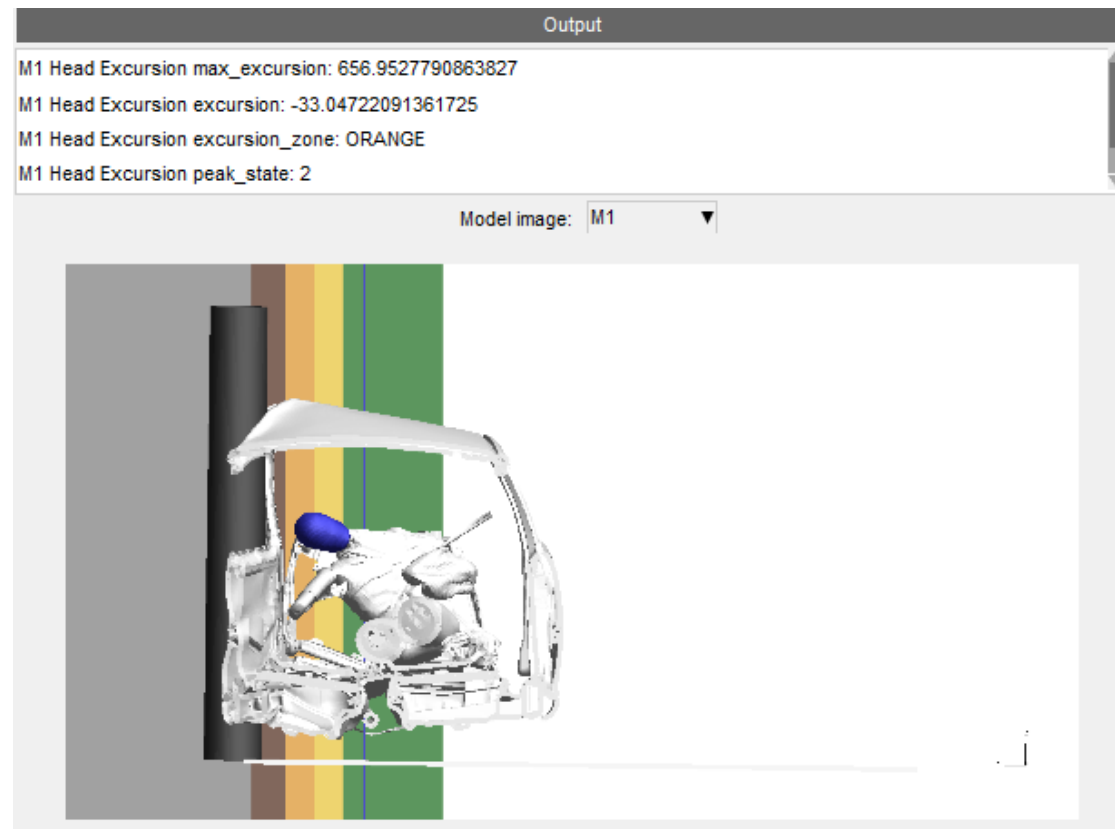 Output
M1 Head Excursion max_excursion: 656.9527790863827
M1 Head Excursion excursion: -33.04722091361725
M1 Head Excursion excursion_zone: ORANGE
M1 Head Excursion peak_state: 2
Model image: M1